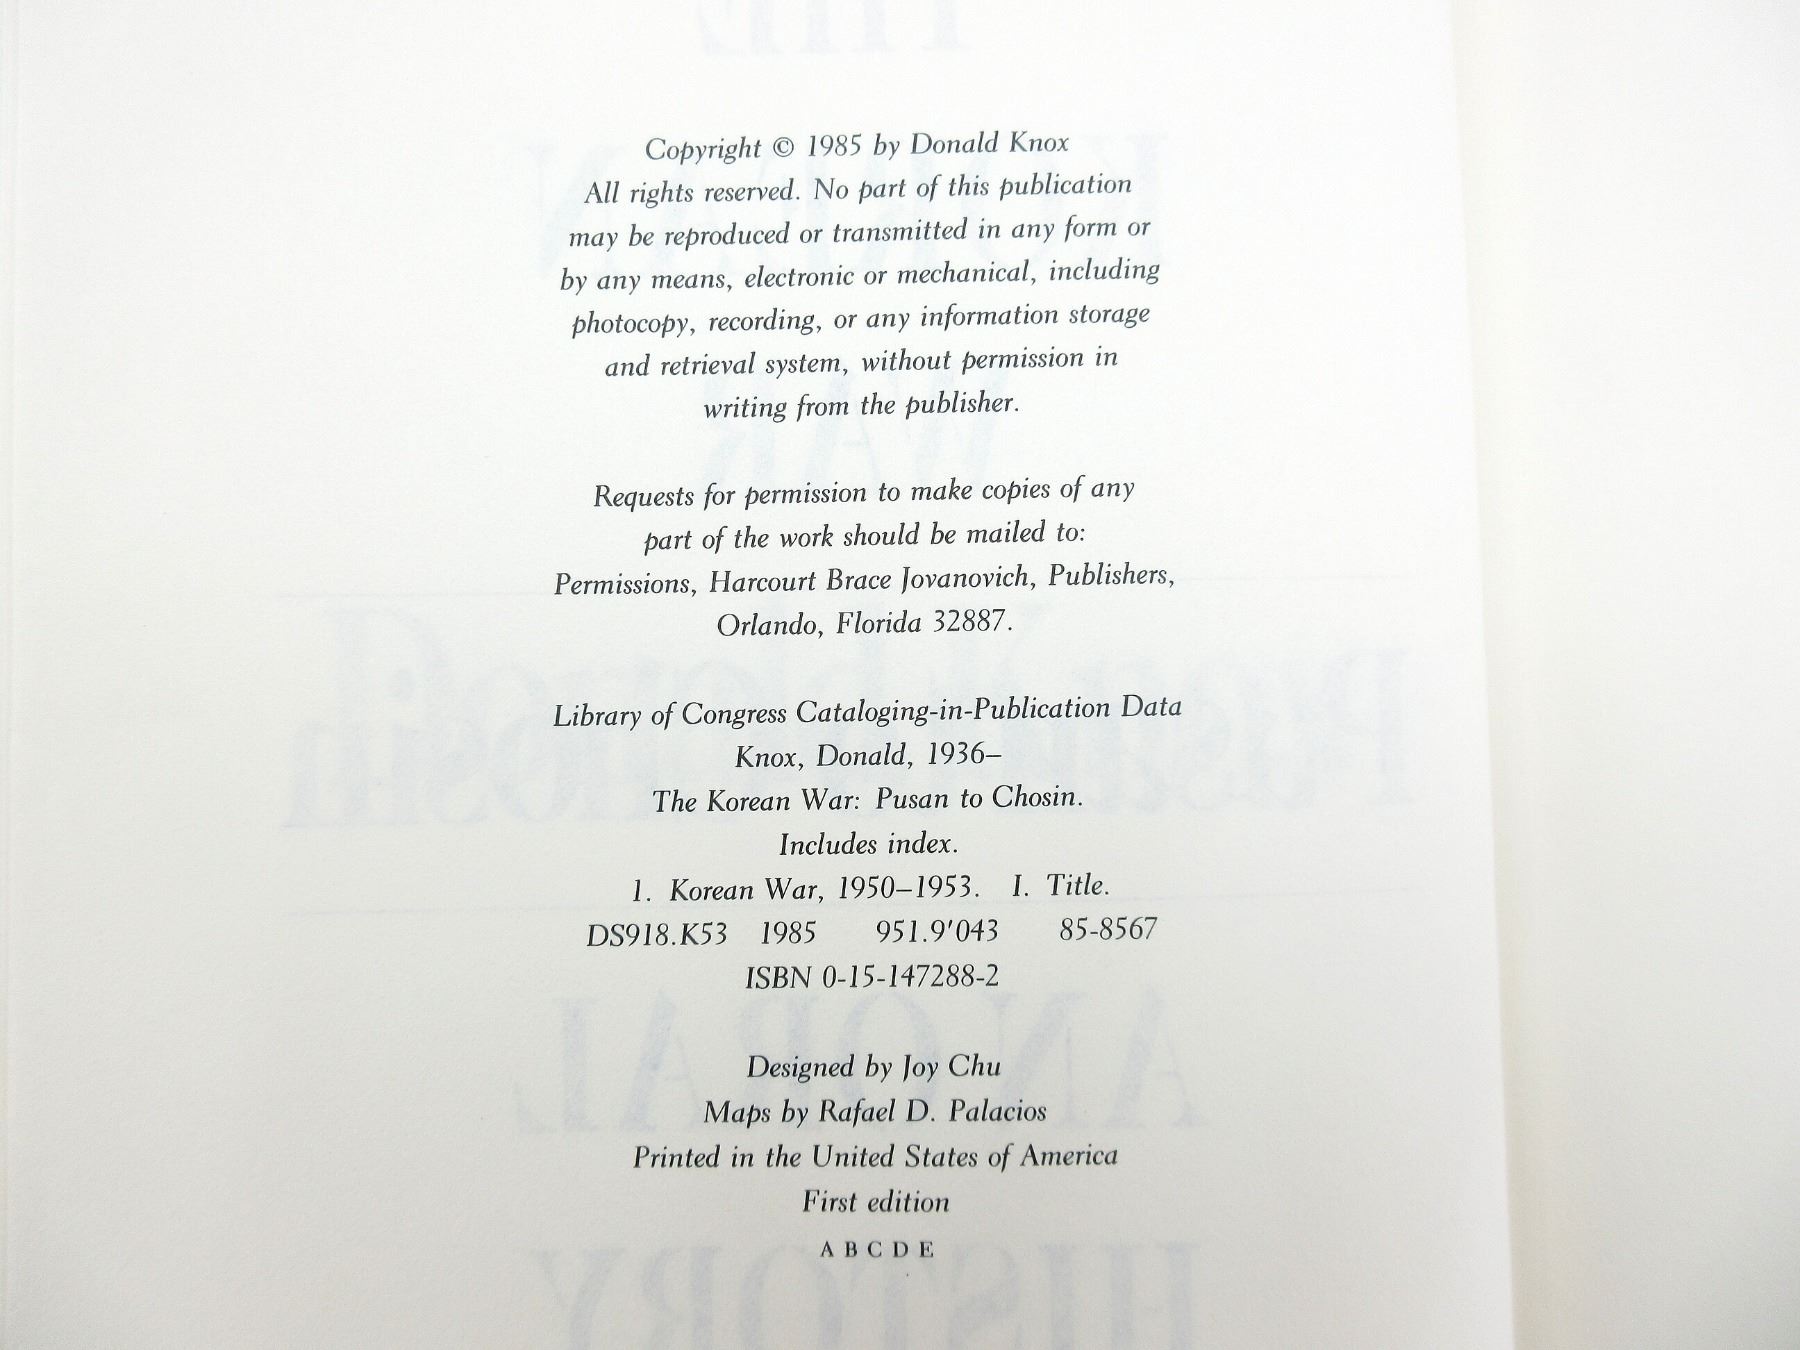 Copyright © 1985 by Donald Knox
All rights reserved. No part of this publication
may be reproduced or transmitted in any form or
by any means, electronic or mechanical, including
photocopy, recording, or any information storage
and retrieval system, without permission in
writing from the publisher.
Requests for permission to make copies of any
part of the work should be mailed to:
Permissions, Harcourt Brace Jovanovich, Publishers,
Orlando, Florida 32887.
Library of Congress Cataloging-in-Publication Data
Knox, Donald, 1936–
The Korean War: Pusan to Chosin.
Includes index.
1. Korean War, 1950–1953. I. Title.
DS918.K53 1985 951.9'043 85-8567
ISBN 0-15-147288-2
Designed by Joy Chu
Maps by Rafael D. Palacios
Printed in the United States of America
First edition
A B C D E